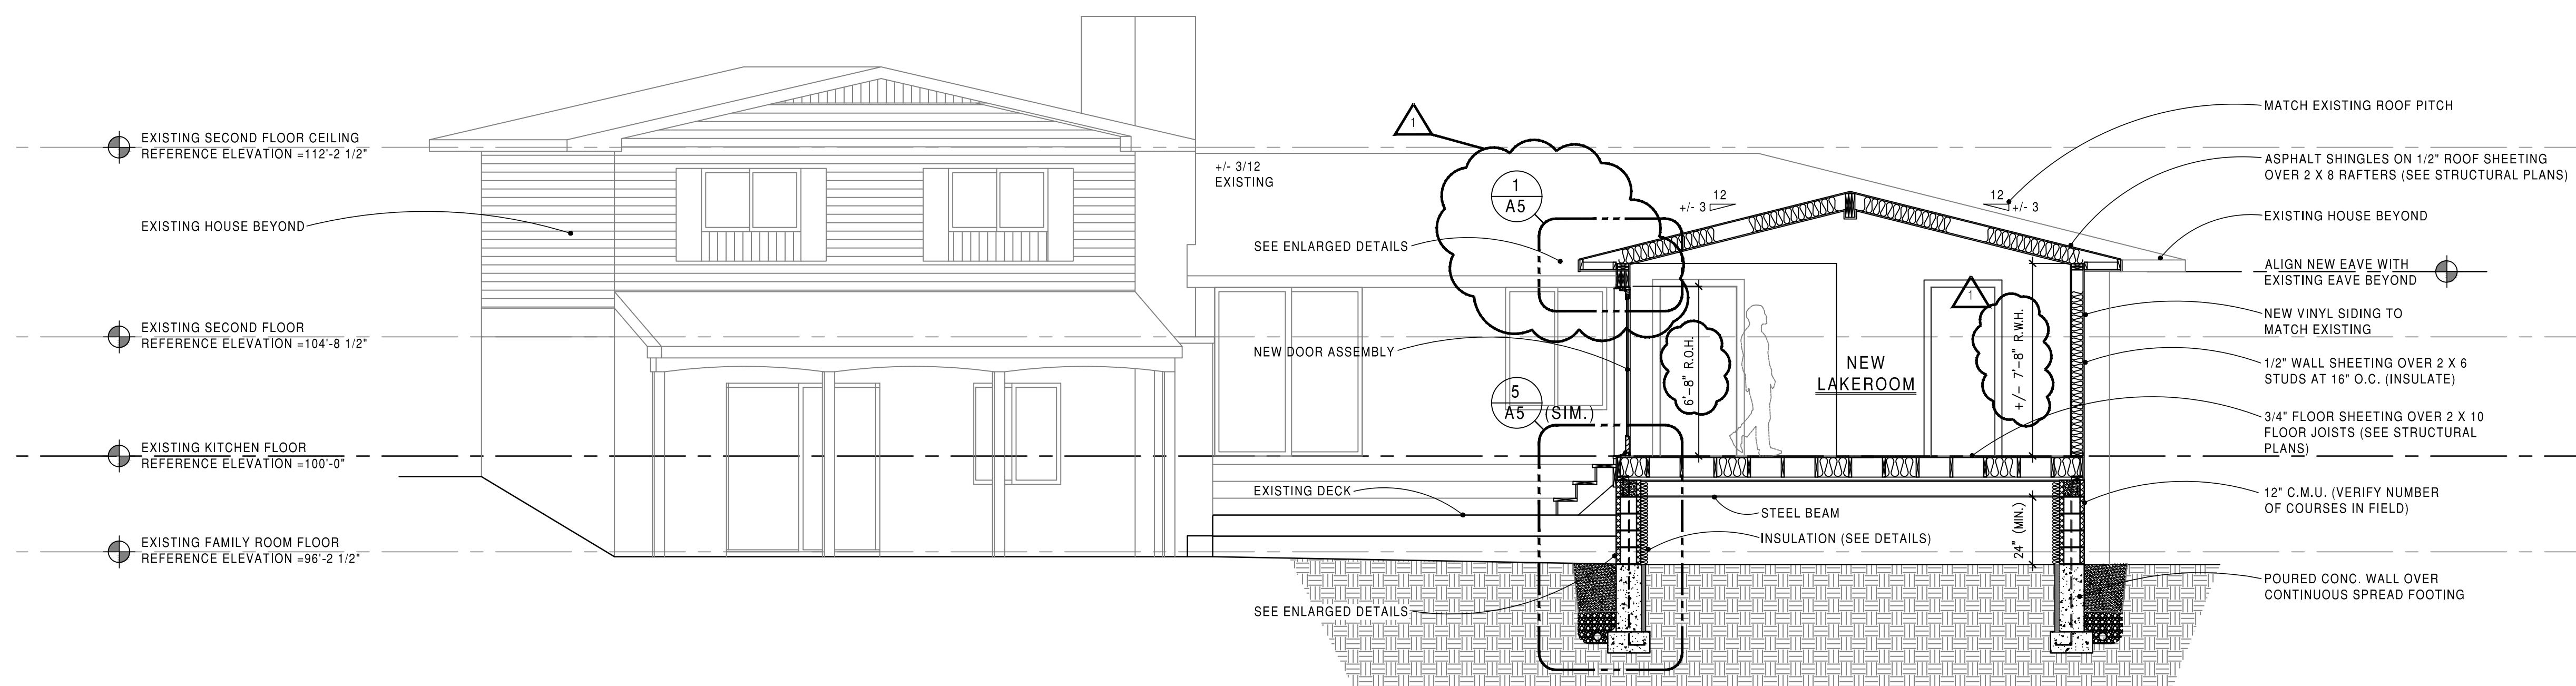 EXISTING SECOND FLOOR CEILING
REFERENCE ELEVATION =112'-2 1/2"
EXISTING HOUSE BEYOND
EXISTING SECOND FLOOR
REFERENCE ELEVATION =104'-8 1/2"
EXISTING KITCHEN FLOOR
REFERENCE ELEVATION =100'-0"
EXISTING FAMILY ROOM FLOOR
REFERENCE ELEVATION =96'-2 1/2"
+/- 3/12
EXISTING
1
1
A5
SEE ENLARGED DETAILS
NEW DOOR ASSEMBLY
5
A5 (SIM.)
EXISTING DECK
SEE ENLARGED DETAILS
12
+/- 3
12
+/- 3
6'-8" R.O.H.
NEW
LAKEROOM
1
+/- 7'-8" R.W.H.
STEEL BEAM
INSULATION (SEE DETAILS)
24" (MIN.)
MATCH EXISTING ROOF PITCH
ASPHALT SHINGLES ON 1/2" ROOF SHEETING
OVER 2 X 8 RAFTERS (SEE STRUCTURAL PLANS)
EXISTING HOUSE BEYOND
ALIGN NEW EAVE WITH
EXISTING EAVE BEYOND
NEW VINYL SIDING TO
MATCH EXISTING
1/2" WALL SHEETING OVER 2 X 6
STUDS AT 16" O.C. (INSULATE)
3/4" FLOOR SHEETING OVER 2 X 10
FLOOR JOISTS (SEE STRUCTURAL
PLANS)
12" C.M.U. (VERIFY NUMBER
OF COURSES IN FIELD)
POURED CONC. WALL OVER
CONTINUOUS SPREAD FOOTING